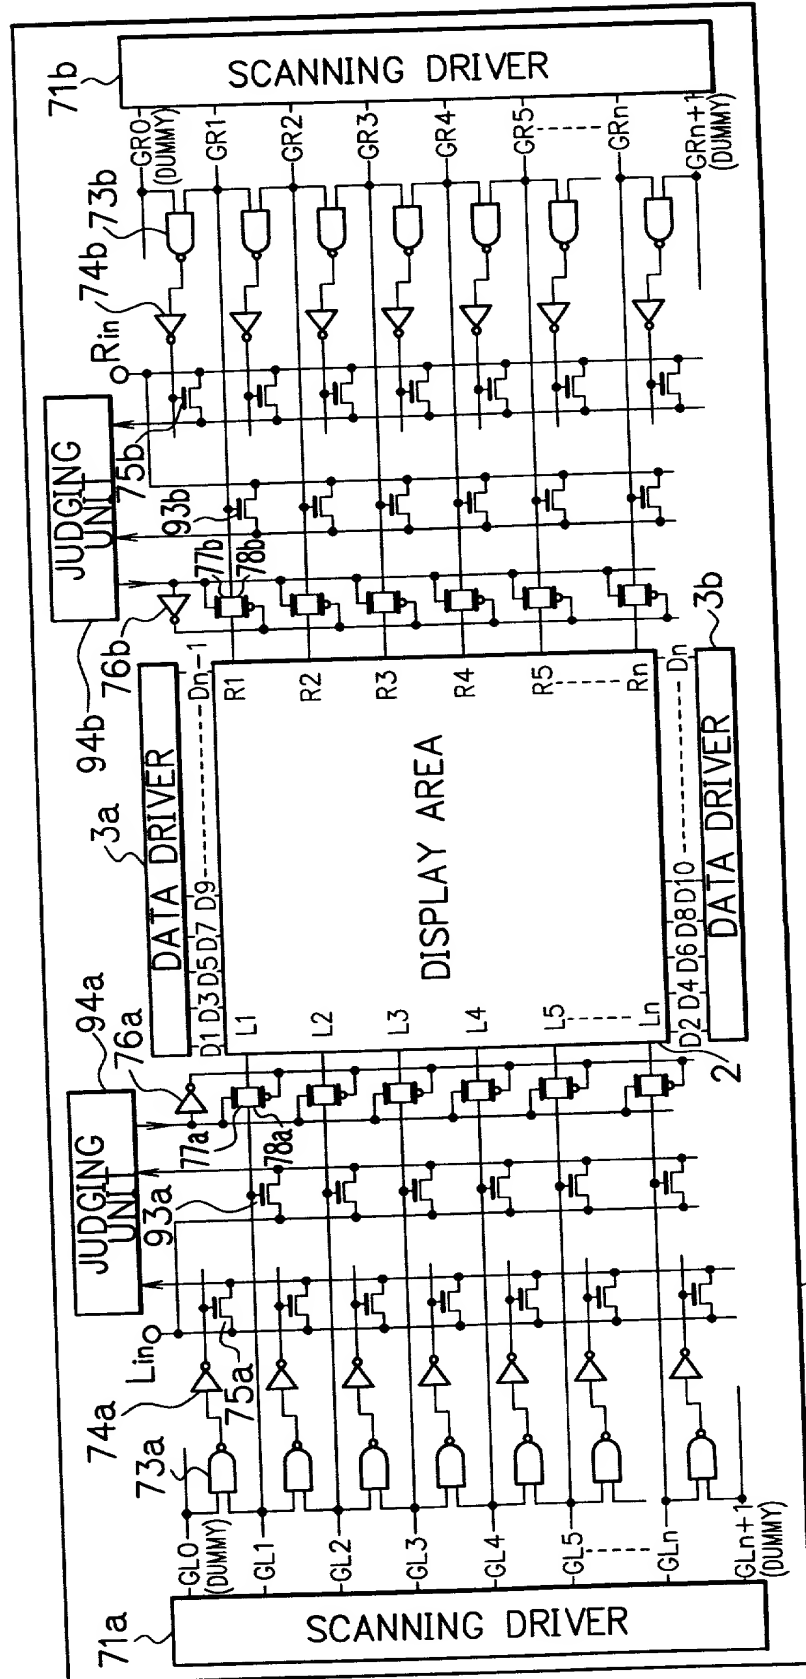 71b
SCANNING DRIVER
GR0
(DUMMY)
GR1
GR2
GR3
GR4
GR5
GRn
GRn+1
(DUMMY)
73b
74b
Rin
75b
JUDGING
UNIT
94b
93b
77b
78b
76b
R1
R2
R3
R4
R5
Rn
3a
DATA DRIVER
D1 D3 D5 D7 D9
Dn-1
DISPLAY AREA
3b
DATA DRIVER
D2 D4 D6 D8 D10
Dn
2
L1
L2
L3
L4
L5
Ln
94a
JUDGING
UNIT
76a
77a
78a
93a
Lin
75a
74a
73a
GL0
(DUMMY)
GL1
GL2
GL3
GL4
GL5
GLn
GLn+1
(DUMMY)
71a
SCANNING DRIVER